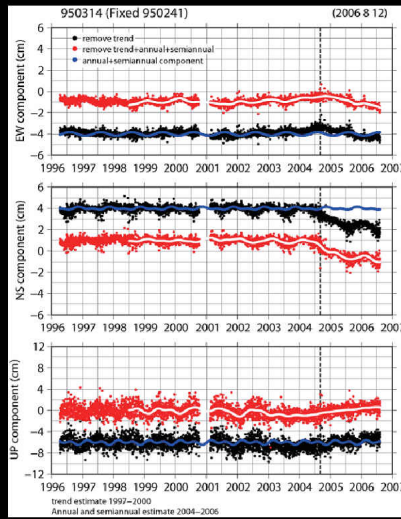 950314 (Fixed 950241) (2006 8 12)
EW component (cm)
6
4
2
0
−2
−4
−6
remove trend
remove trend+annual+semiannual
annual+semiannual component
1996 1997 1998 1999 2000 2001 2002 2003 2004 2005 2006 2007
NS component (cm)
6
4
2
0
−2
−4
−6
1996 1997 1998 1999 2000 2001 2002 2003 2004 2005 2006 2007
UP component (cm)
12
8
4
0
−4
−8
−12
1996 1997 1998 1999 2000 2001 2002 2003 2004 2005 2006 2007
trend estimate 1997−2000
Annual and semiannual estimate 2004−2006